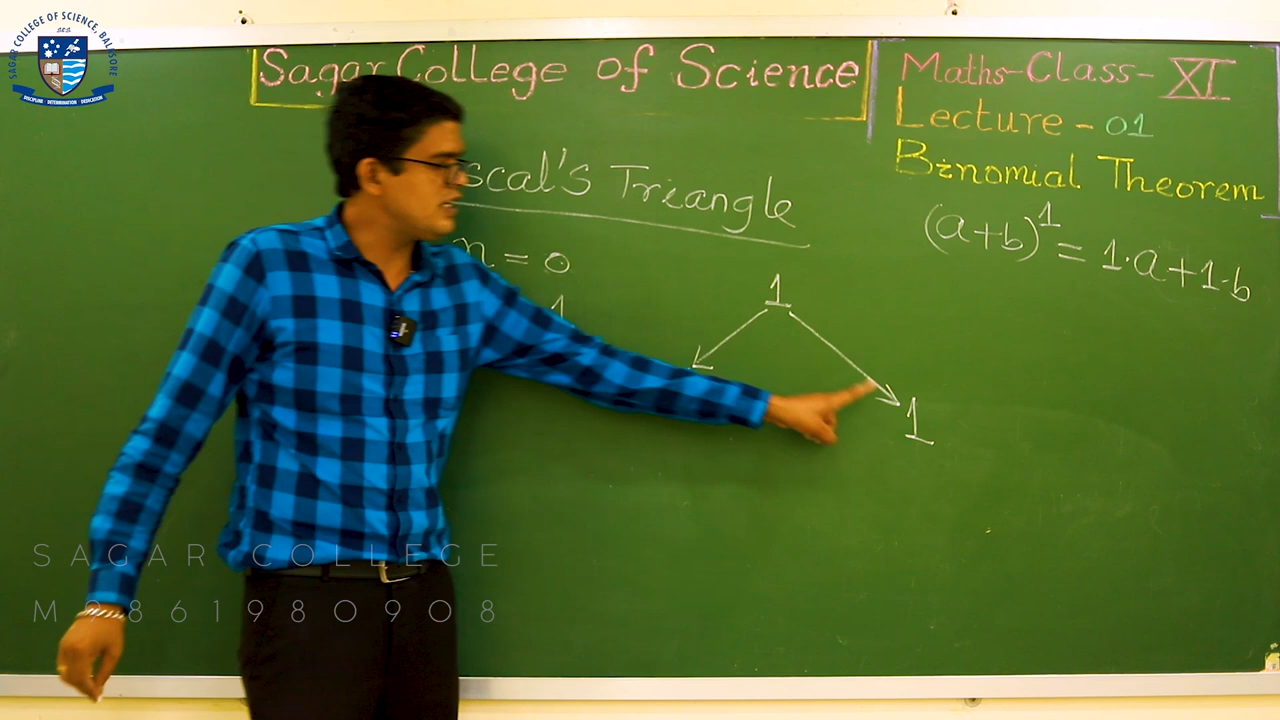 SAGAR COLLEGE OF SCIENCE, BALASORE
scs
DISCIPLINE DETERMINATION DEDICATION
Sagar College of Science
Maths-Class-XI
Lecture-01
Binomial Theorem
scal's Triangle
(a+b)¹ = 1·a+1·b
n = 0
1
1
1
SAGAR COLLEGE
M9861980908